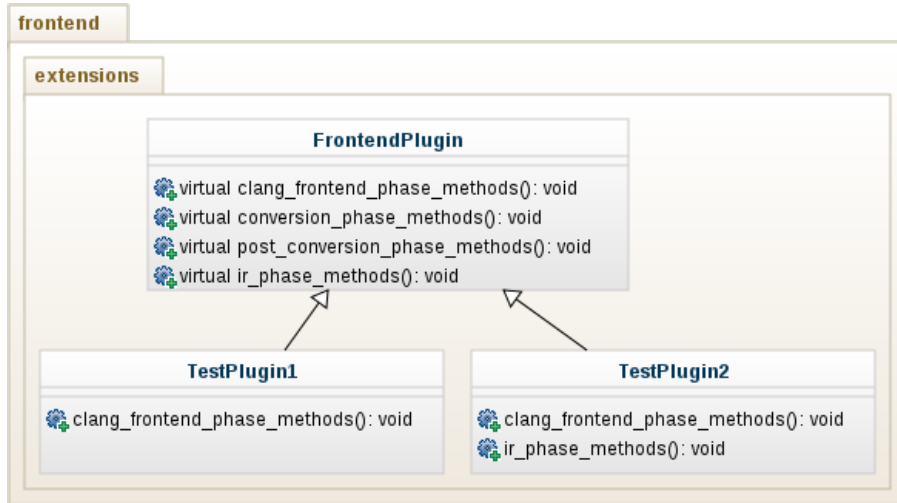 frontend
extensions
FrontendPlugin
virtual clang_frontend_phase_methods(): void
virtual conversion_phase_methods(): void
virtual post_conversion_phase_methods(): void
virtual ir_phase_methods(): void
TestPlugin1
clang_frontend_phase_methods(): void
TestPlugin2
clang_frontend_phase_methods(): void
ir_phase_methods(): void